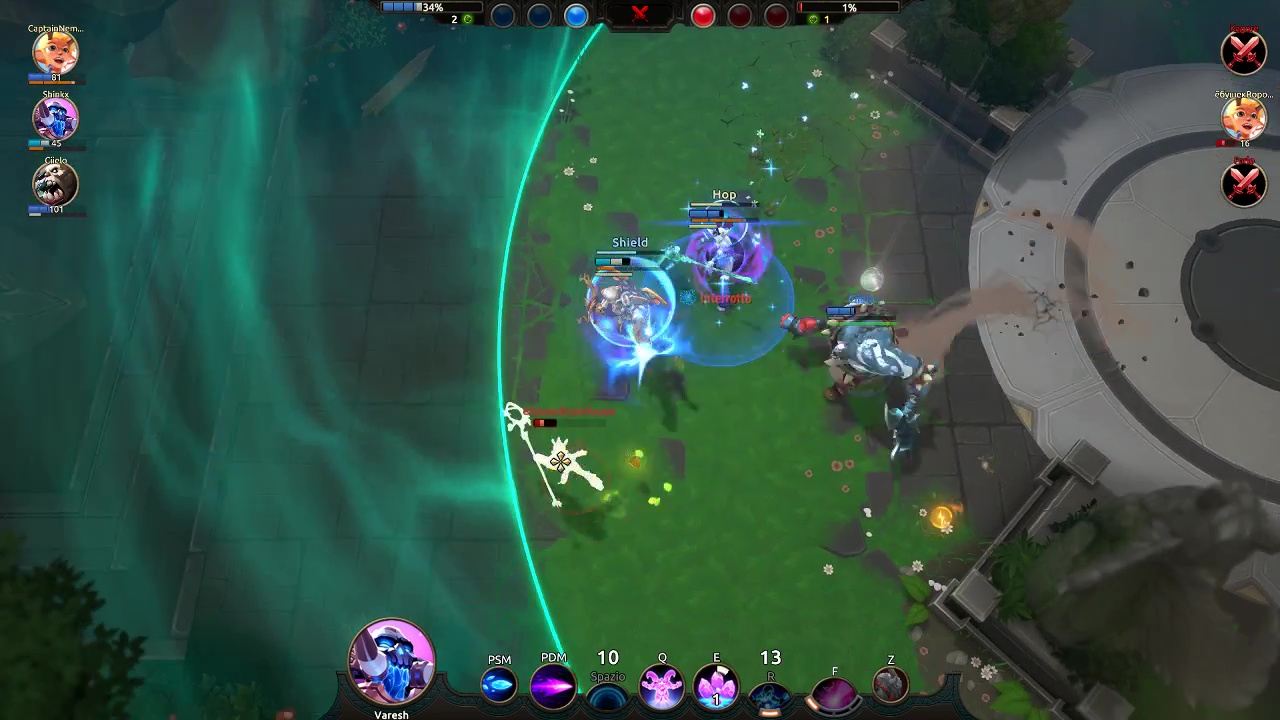 34%
2
1%
1
CaptainNem...
81
Shinkx
45
Ciielo
101
16
Hop
Shield
Interrotto
PSM
PDM
10
Spazio
Q
E
1
13
R
F
Z
Varesh